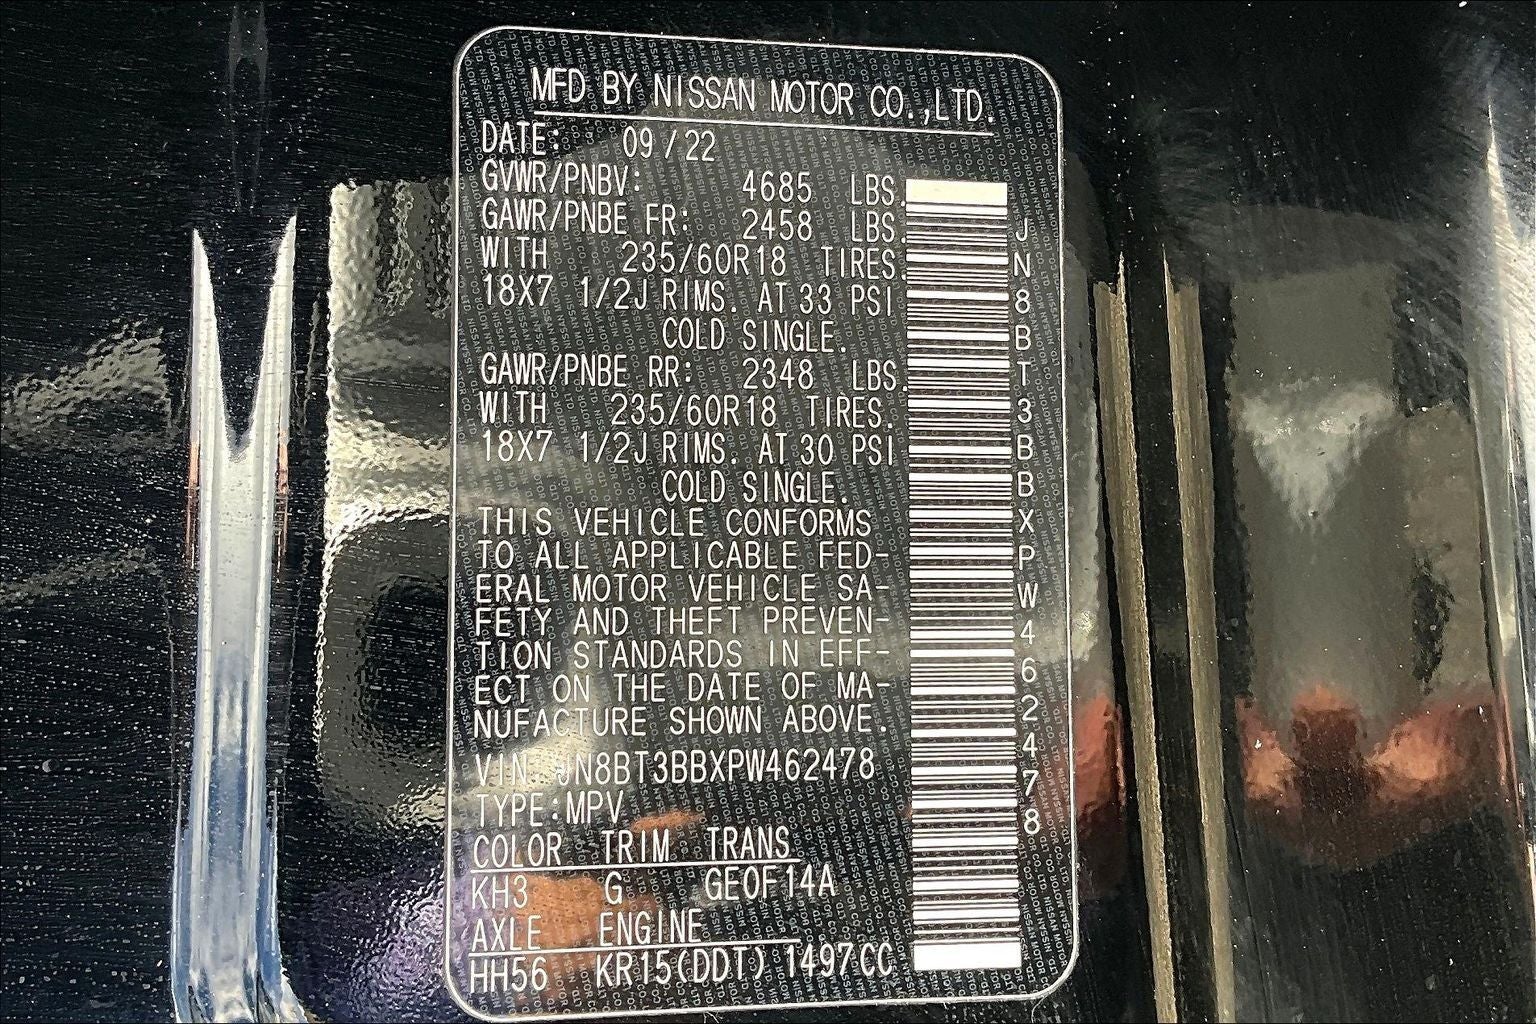 MFD BY NISSAN MOTOR CO.,LTD.
DATE: 09/22
GVWR/PNBV: 4685 LBS.
GAWR/PNBE FR: 2458 LBS.
WITH 235/60R18 TIRES
18X7 1/2J RIMS. AT 33 PSI
COLD SINGLE.
GAWR/PNBE RR: 2348 LBS.
WITH 235/60R18 TIRES.
18X7 1/2J RIMS. AT 30 PSI
COLD SINGLE.
THIS VEHICLE CONFORMS
TO ALL APPLICABLE FED-
ERAL MOTOR VEHICLE SA-
FETY AND THEFT PREVEN-
TION STANDARDS IN EFF-
ECT ON THE DATE OF MA-
NUFACTURE SHOWN ABOVE.
VIN. JN8BT3BBXPW462478
TYPE:MPV
COLOR TRIM TRANS
KH3 G GE0F14A
AXLE ENGINE
HH56 KR15(DDT) 1497CC
JN8BT3BBXPW462478